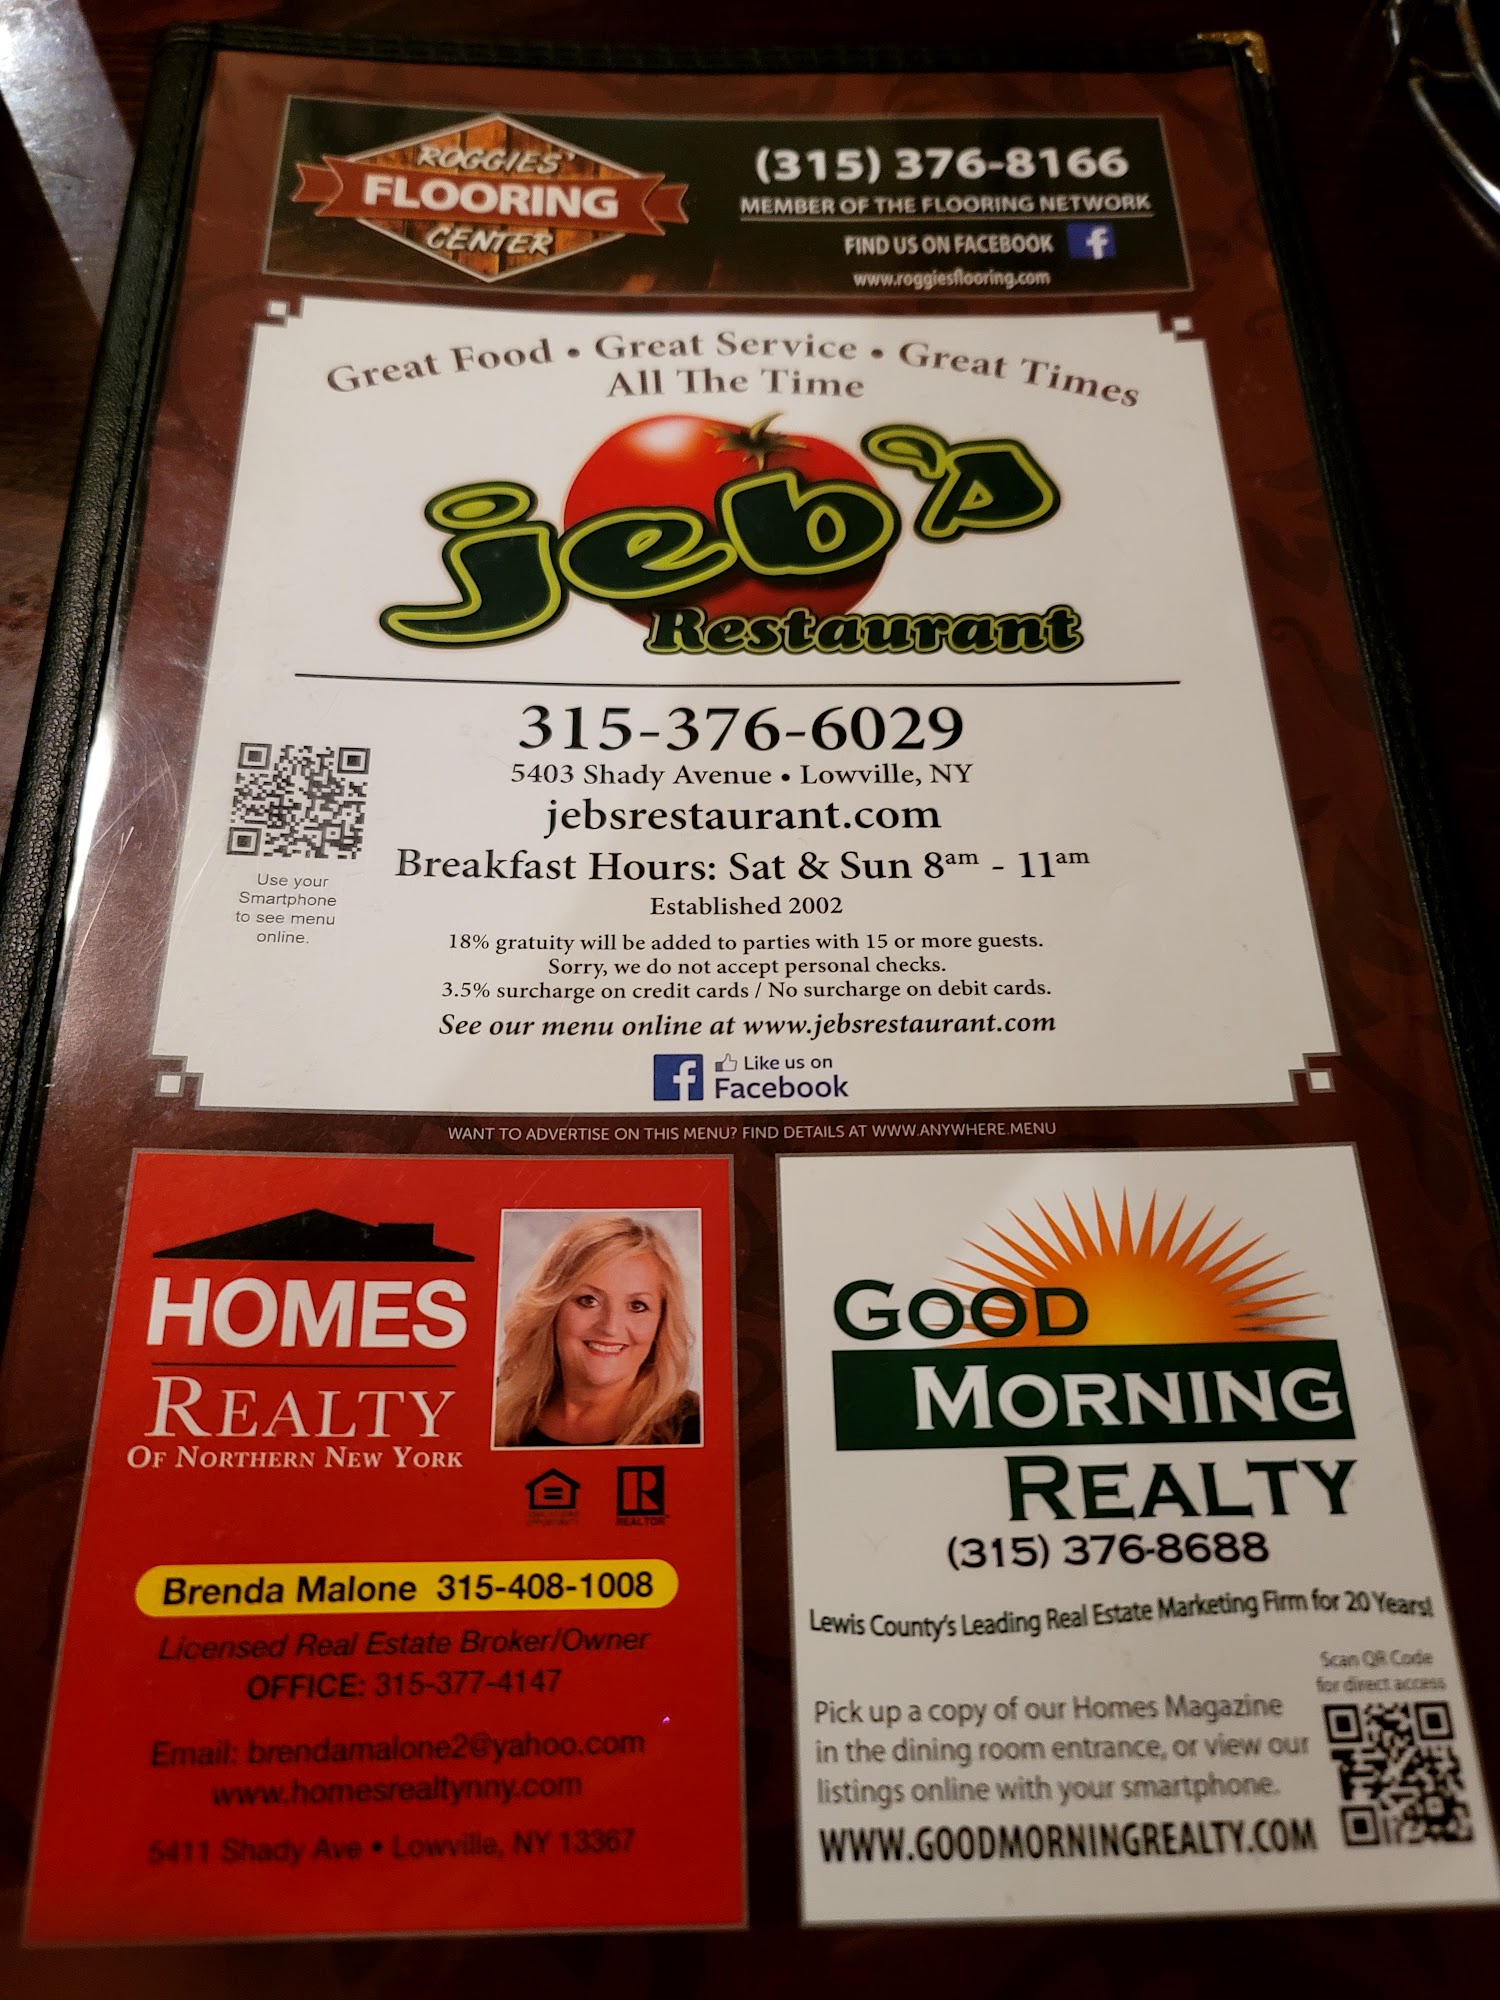 ROGGIES'
FLOORING
CENTER
(315) 376-8166
MEMBER OF THE FLOORING NETWORK
FIND US ON FACEBOOK f
www.roggiesflooring.com
Great Food • Great Service • Great Times
All The Time
jeb's
Restaurant
315-376-6029
5403 Shady Avenue • Lowville, NY
jebsrestaurant.com
Breakfast Hours: Sat & Sun 8am - 11am
Established 2002
Use your
Smartphone
to see menu
online.
18% gratuity will be added to parties with 15 or more guests.
Sorry, we do not accept personal checks.
3.5% surcharge on credit cards / No surcharge on debit cards.
See our menu online at www.jebsrestaurant.com
f Like us on
Facebook
WANT TO ADVERTISE ON THIS MENU? FIND DETAILS AT WWW.ANYWHERE.MENU
HOMES
REALTY
OF NORTHERN NEW YORK
R
REALTOR
Brenda Malone 315-408-1008
Licensed Real Estate Broker/Owner
OFFICE: 315-377-4147
Email: brendamalone2@yahoo.com
www.homesrealtynny.com
5411 Shady Ave • Lowville, NY 13367
GOOD
MORNING
REALTY
(315) 376-8688
Lewis County's Leading Real Estate Marketing Firm for 20 Years!
Scan QR Code
for direct access
Pick up a copy of our Homes Magazine
in the dining room entrance, or view our
listings online with your smartphone.
WWW.GOODMORNINGREALTY.COM